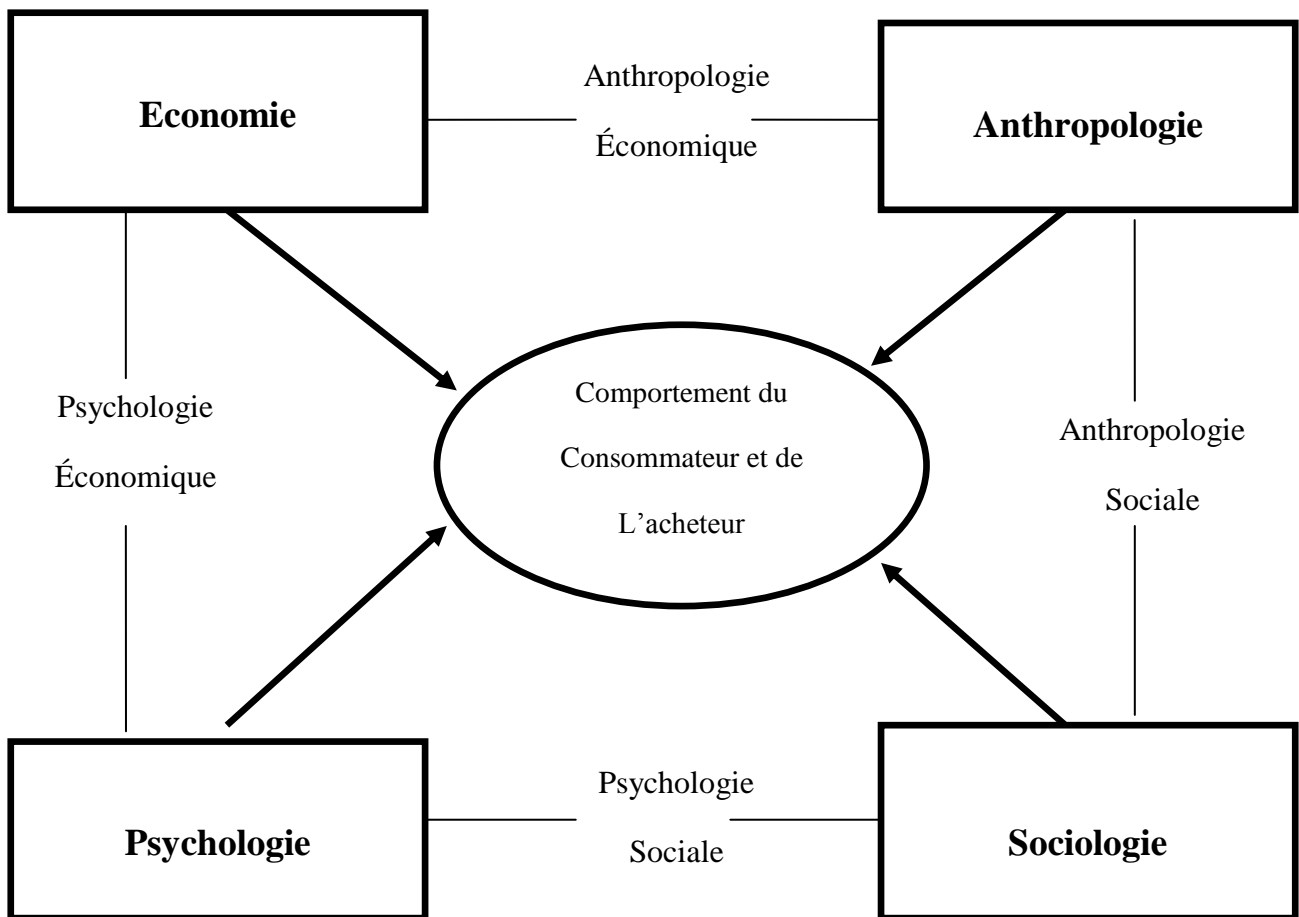 Economie
Anthropologie
Économique
Anthropologie
Psychologie
Économique
Comportement du
Consommateur et de
L’acheteur
Anthropologie
Sociale
Psychologie
Psychologie
Sociale
Sociologie